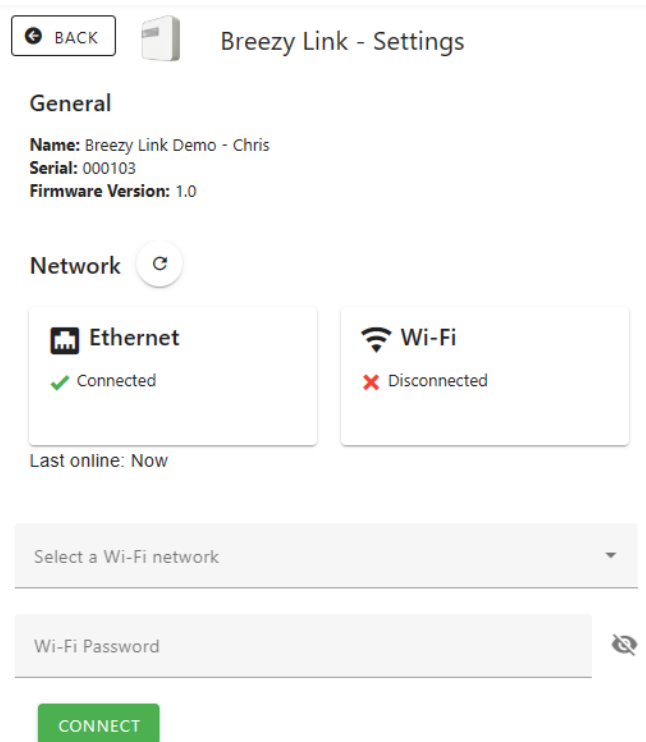 BACK
Breezy Link - Settings
General
Name: Breezy Link Demo - Chris
Serial: 000103
Firmware Version: 1.0
Network
Ethernet
Connected
Wi-Fi
Disconnected
Last online: Now
Select a Wi-Fi network
Wi-Fi Password
CONNECT